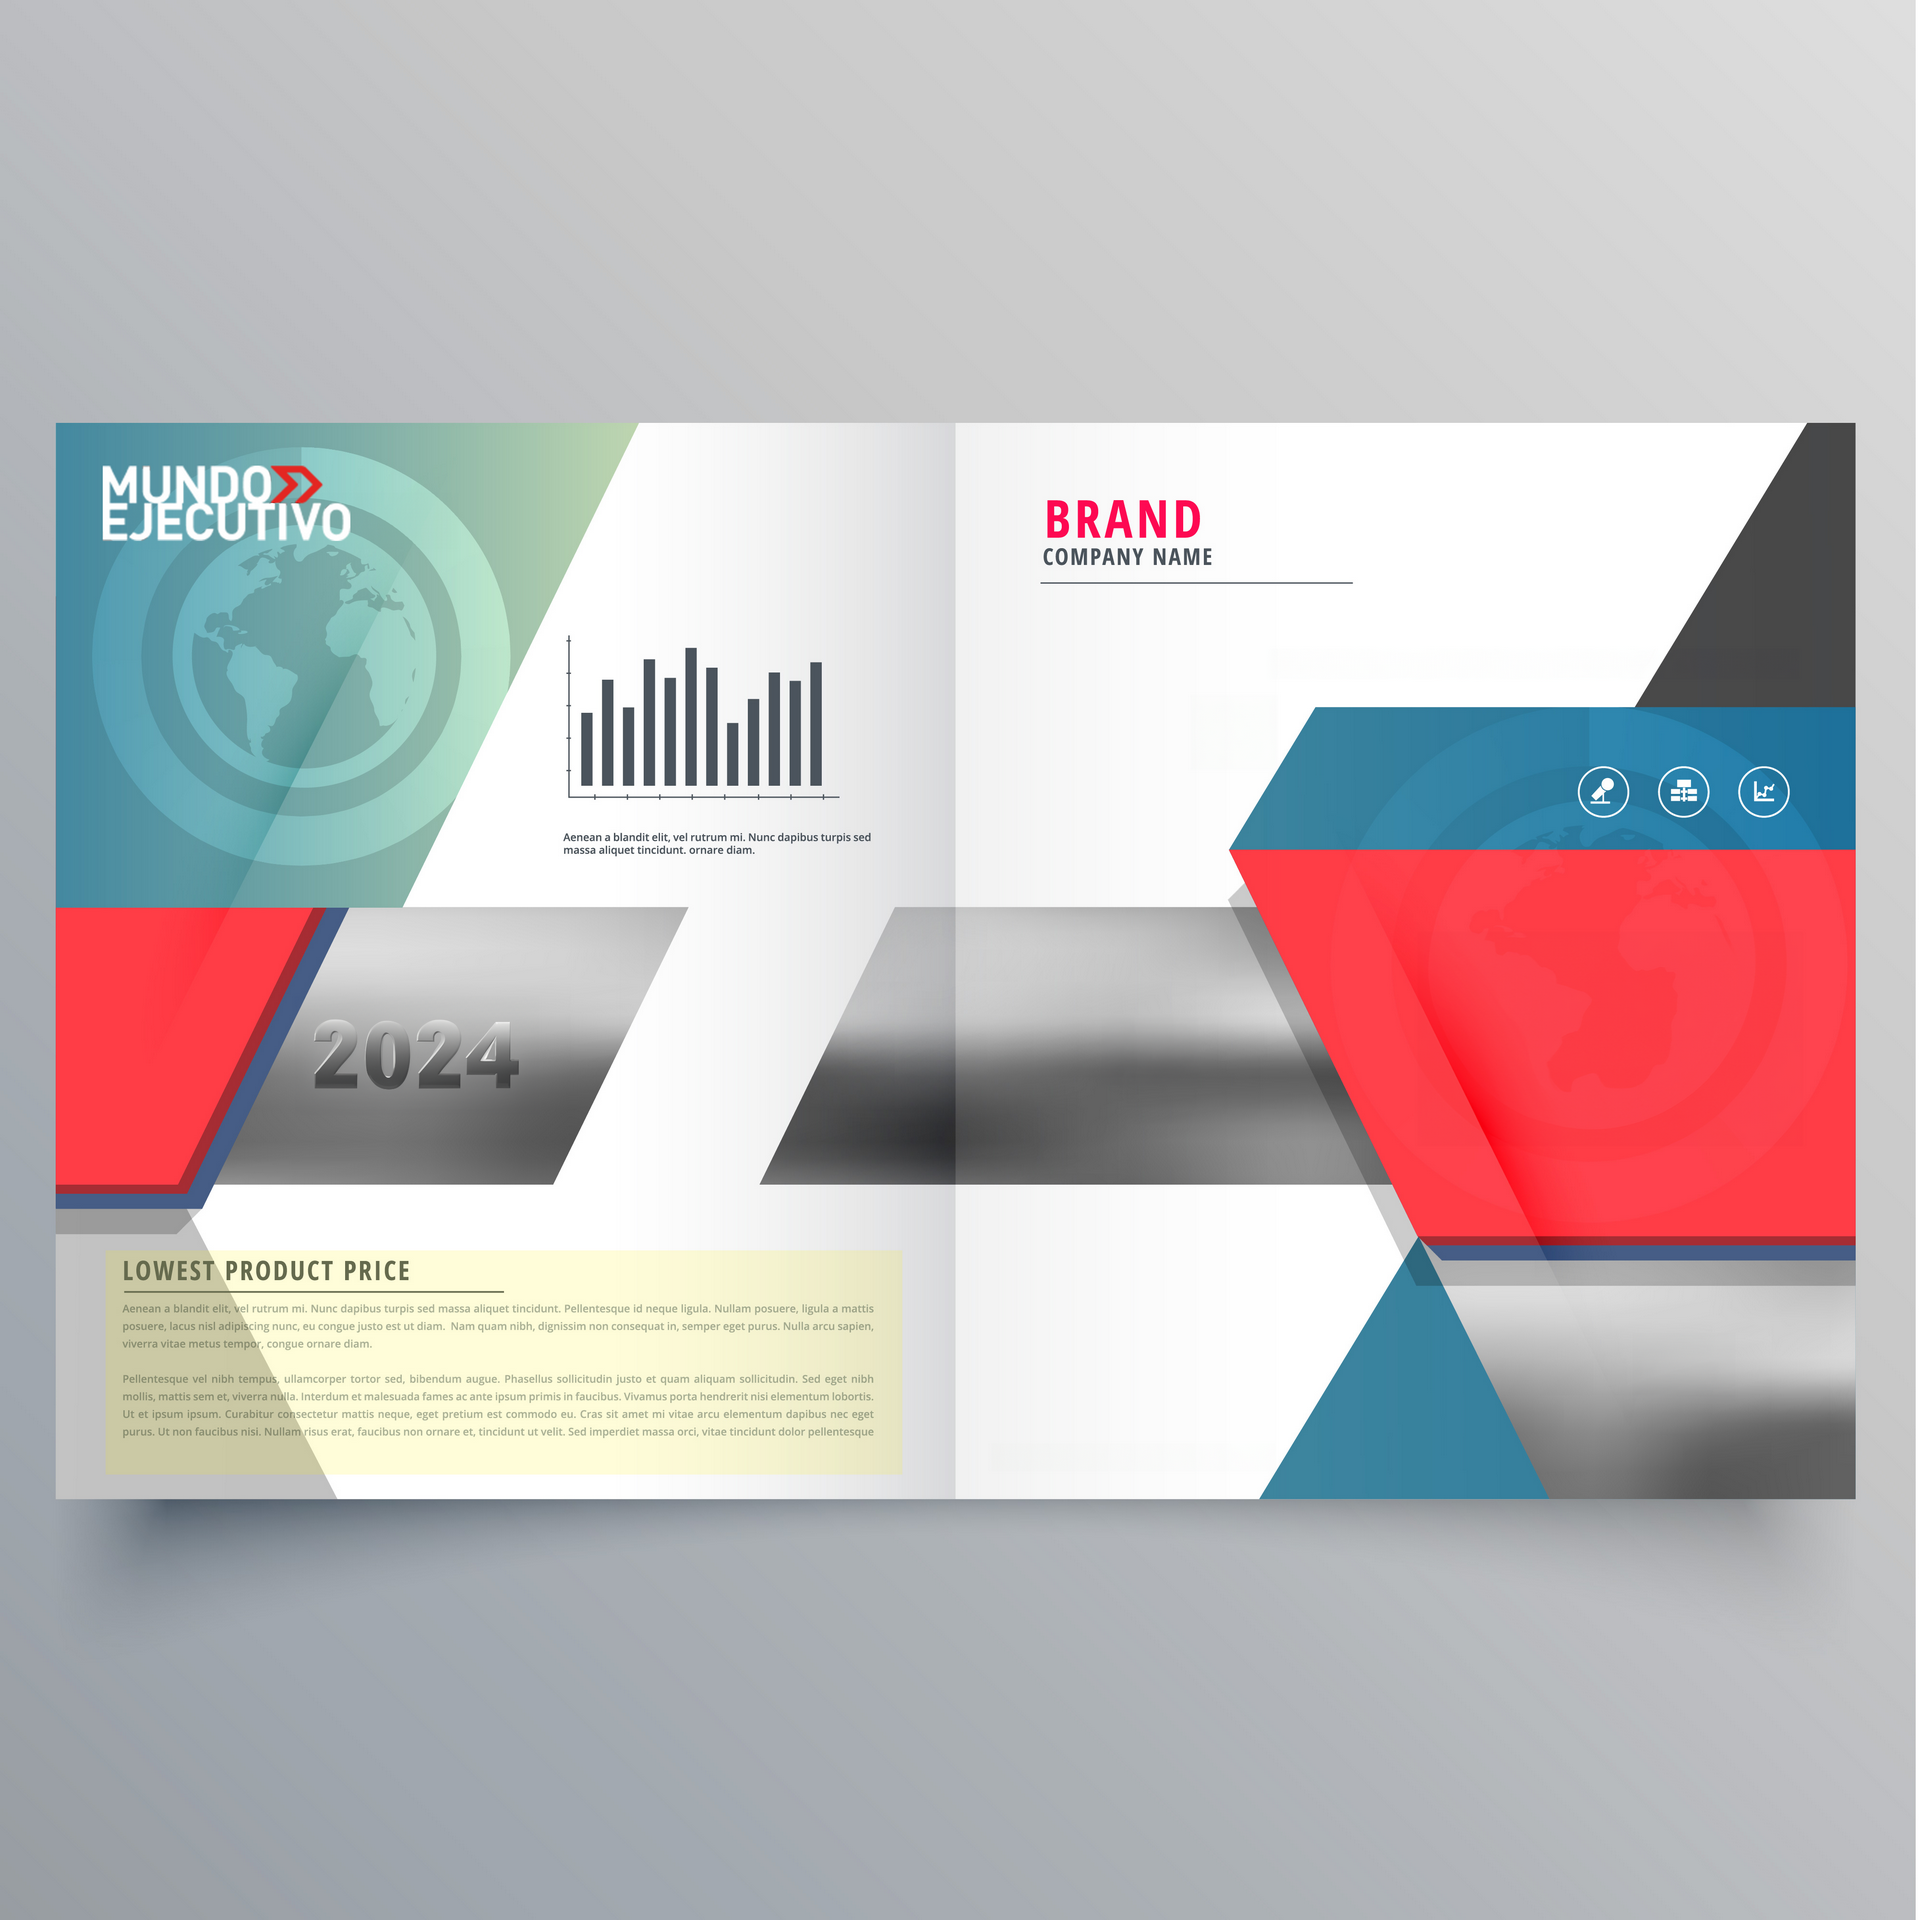 MUNDO
EJECUTIVO
Aenean a blandit elit, vel rutrum mi. Nunc dapibus turpis sed
massa aliquet tincidunt. ornare diam.
2024
LOWEST PRODUCT PRICE
Aenean a blandit elit, vel rutrum mi. Nunc dapibus turpis sed massa aliquet tincidunt. Pellentesque id neque ligula. Nullam posuere, ligula a mattis
posuere, lacus nisl adipiscing nunc, eu congue justo est ut diam. Nam quam nibh, dignissim non consequat in, semper eget purus. Nulla arcu sapien,
viverra vitae metus tempor, congue ornare diam.
Pellentesque vel nibh tempus, ullamcorper tortor sed, bibendum augue. Phasellus sollicitudin justo et quam aliquam sollicitudin. Sed eget nibh
mollis, mattis sem et, viverra nulla. Interdum et malesuada fames ac ante ipsum primis in faucibus. Vivamus porta hendrerit nisi elementum lobortis.
Ut et ipsum ipsum. Curabitur consectetur mattis neque, eget pretium est commodo eu. Cras sit amet mi vitae arcu elementum dapibus nec eget
purus. Ut non faucibus nisi. Nullam risus erat, faucibus non ornare et, tincidunt ut velit. Sed imperdiet massa orci, vitae tincidunt dolor pellentesque
BRAND
COMPANY NAME